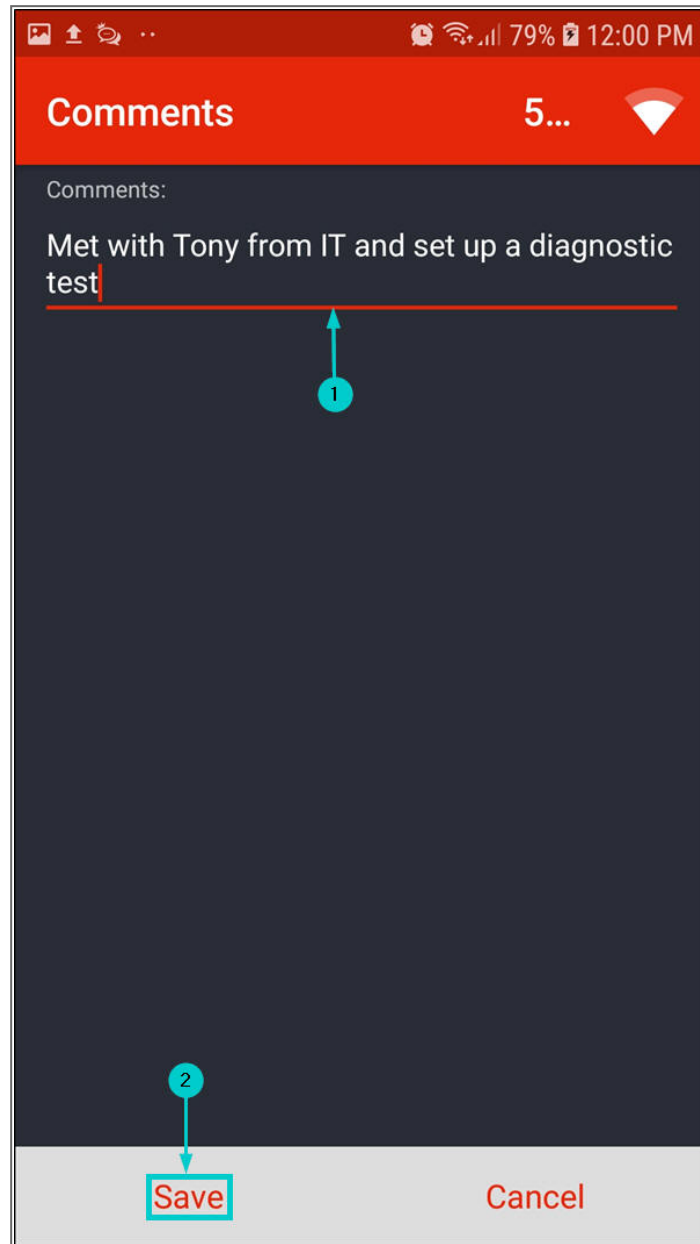 79% 12:00 PM
Comments 5...
Comments:
Met with Tony from IT and set up a diagnostic
test
1
2
Save Cancel